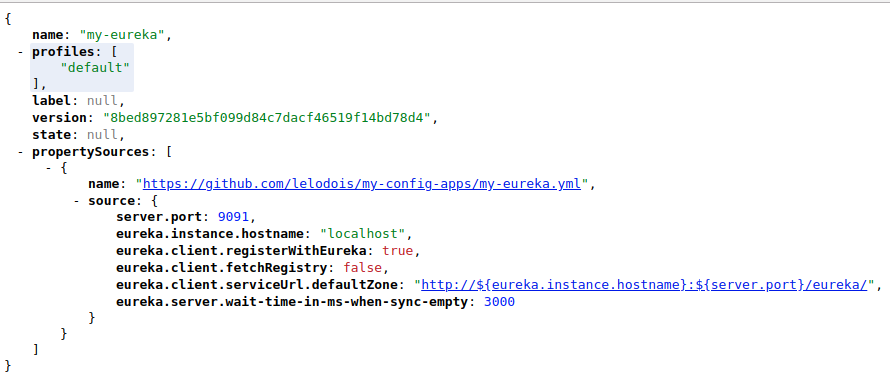 {
name: "my-eureka",
- profiles: [
"default"
],
label: null,
version: "8bed897281e5bf099d84c7dacf46519f14bd78d4",
state: null,
- propertySources: [
- {
name: "https://github.com/lelodois/my-config-apps/my-eureka.yml",
- source: {
server.port: 9091,
eureka.instance.hostname: "localhost",
eureka.client.registerWithEureka: true,
eureka.client.fetchRegistry: false,
eureka.client.serviceUrl.defaultZone: "http://${eureka.instance.hostname}:${server.port}/eureka/",
eureka.server.wait-time-in-ms-when-sync-empty: 3000
}
}
]
}